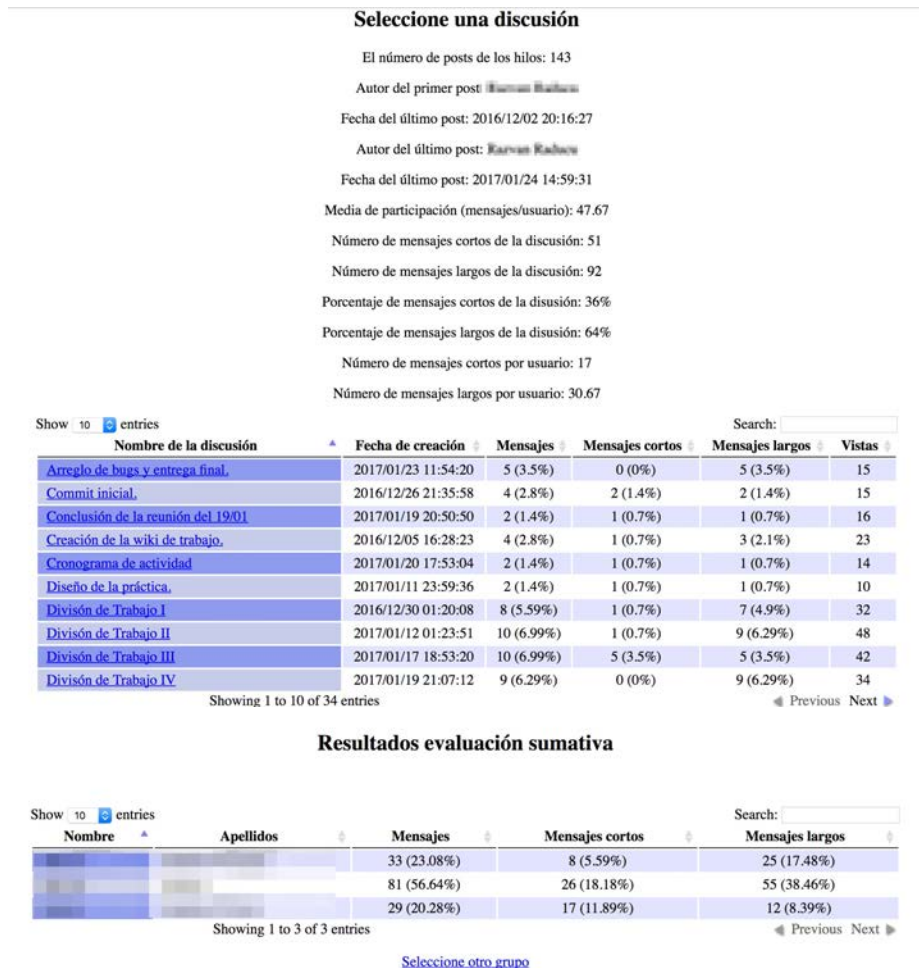 Seleccione una discusión
El número de posts de los hilos: 143
Autor del primer post:
Fecha del último post: 2016/12/02 20:16:27
Autor del último post:
Fecha del último post: 2017/01/24 14:59:31
Media de participación (mensajes/usuario): 47.67
Número de mensajes cortos de la discusión: 51
Número de mensajes largos de la discusión: 92
Porcentaje de mensajes cortos de la disusión: 36%
Porcentaje de mensajes largos de la disusión: 64%
Número de mensajes cortos por usuario: 17
Número de mensajes largos por usuario: 30.67
Show 10 entries Search:
Nombre de la discusión Fecha de creación Mensajes Mensajes cortos Mensajes largos Vistas
Arreglo de bugs y entrega final. 2017/01/23 11:54:20 5 (3.5%) 0 (0%) 5 (3.5%) 15
Commit inicial. 2016/12/26 21:35:58 4 (2.8%) 2 (1.4%) 2 (1.4%) 15
Conclusión de la reunión del 19/01 2017/01/19 20:50:50 2 (1.4%) 1 (0.7%) 1 (0.7%) 16
Creación de la wiki de trabajo. 2016/12/05 16:28:23 4 (2.8%) 1 (0.7%) 3 (2.1%) 23
Cronograma de actividad 2017/01/20 17:53:04 2 (1.4%) 1 (0.7%) 1 (0.7%) 14
Diseño de la práctica. 2017/01/11 23:59:36 2 (1.4%) 1 (0.7%) 1 (0.7%) 10
Divisón de Trabajo I 2016/12/30 01:20:08 8 (5.59%) 1 (0.7%) 7 (4.9%) 32
Divisón de Trabajo II 2017/01/12 01:23:51 10 (6.99%) 1 (0.7%) 9 (6.29%) 48
Divisón de Trabajo III 2017/01/17 18:53:20 10 (6.99%) 5 (3.5%) 5 (3.5%) 42
Divisón de Trabajo IV 2017/01/19 21:07:12 9 (6.29%) 0 (0%) 9 (6.29%) 34
Showing 1 to 10 of 34 entries Previous Next
Resultados evaluación sumativa
Show 10 entries Search:
Nombre Apellidos Mensajes Mensajes cortos Mensajes largos
33 (23.08%) 8 (5.59%) 25 (17.48%)
81 (56.64%) 26 (18.18%) 55 (38.46%)
29 (20.28%) 17 (11.89%) 12 (8.39%)
Showing 1 to 3 of 3 entries Previous Next
Seleccione otro grupo